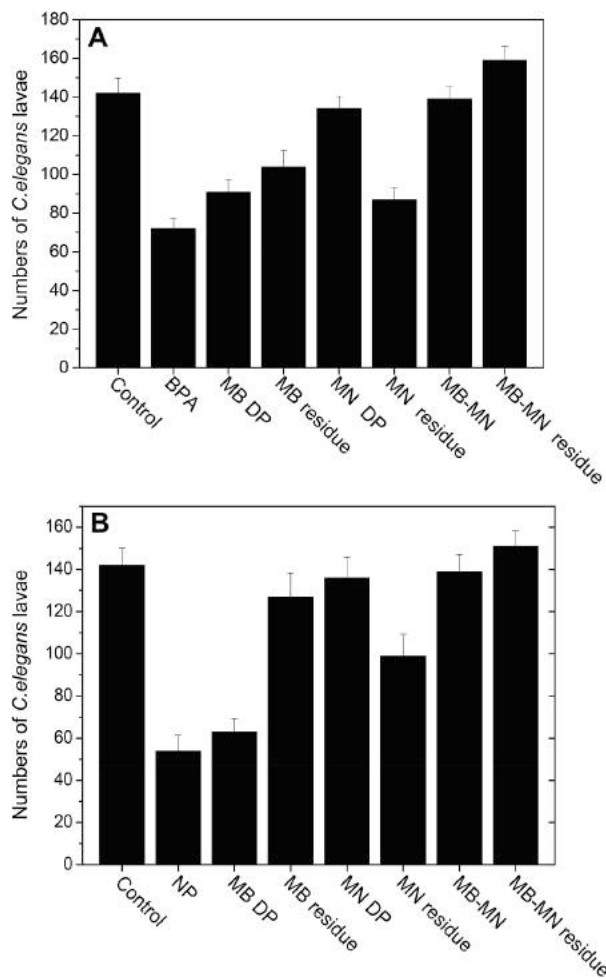 A
Numbers of C.elegans lavae
180
160
140
120
100
80
60
40
20
0
Control
BPA
MB DP
MB residue
MN DP
MN residue
MB-MN
MB-MN residue
B
Numbers of C.elegans lavae
160
140
120
100
80
60
40
20
0
Control
NP
MB DP
MB residue
MN DP
MN residue
MB-MN
MB-MN residue